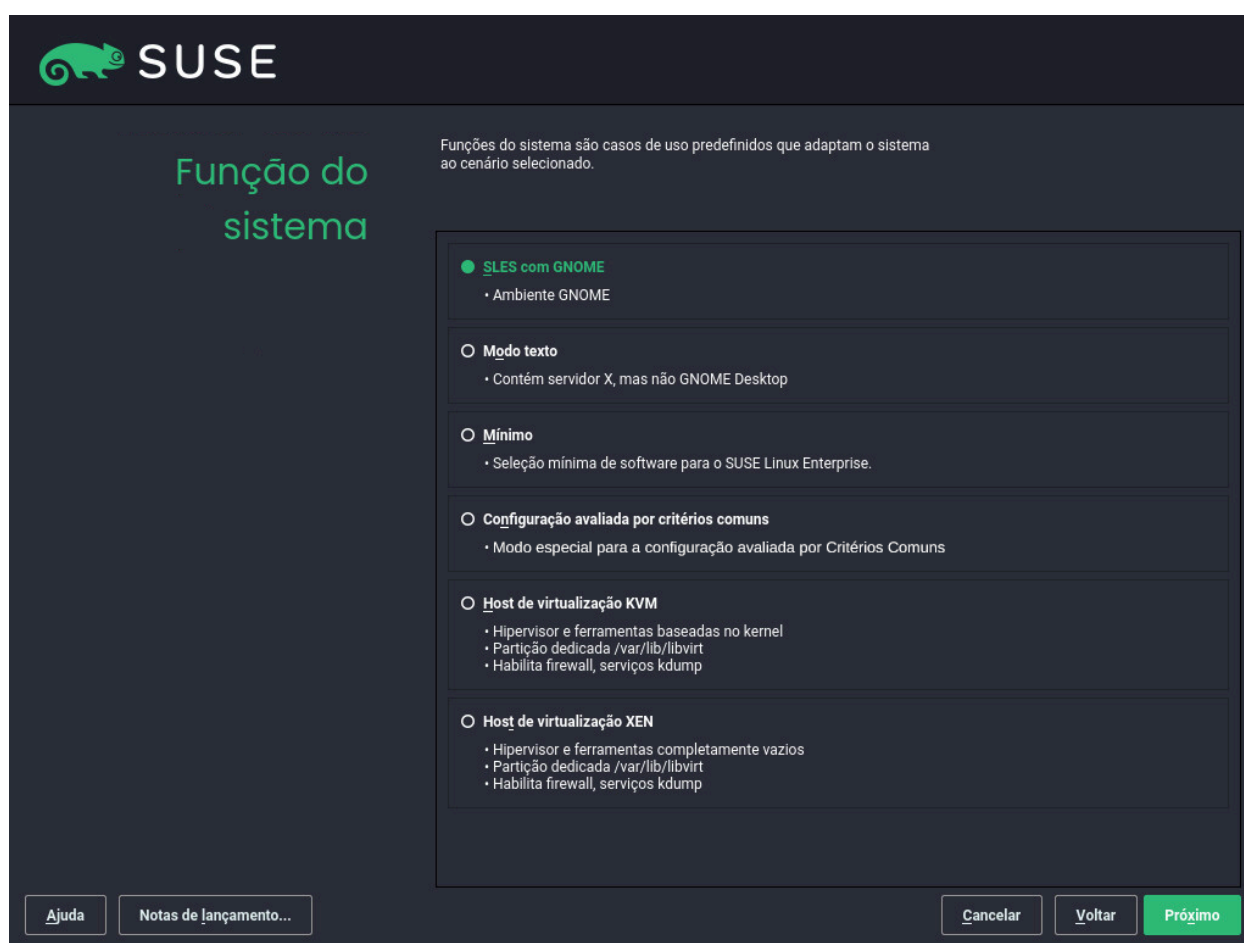 SUSE
Função do
sistema
Funções do sistema são casos de uso predefinidos que adaptam o sistema
ao cenário selecionado.
SLES com GNOME
• Ambiente GNOME
Modo texto
• Contém servidor X, mas não GNOME Desktop
Mínimo
• Seleção mínima de software para o SUSE Linux Enterprise.
Configuração avaliada por critérios comuns
• Modo especial para a configuração avaliada por Critérios Comuns
Host de virtualização KVM
• Hipervisor e ferramentas baseadas no kernel
• Partição dedicada /var/lib/libvirt
• Habilita firewall, serviços kdump
Host de virtualização XEN
• Hipervisor e ferramentas completamente vazios
• Partição dedicada /var/lib/libvirt
• Habilita firewall, serviços kdump
Ajuda Notas de lançamento... Cancelar Voltar Próximo